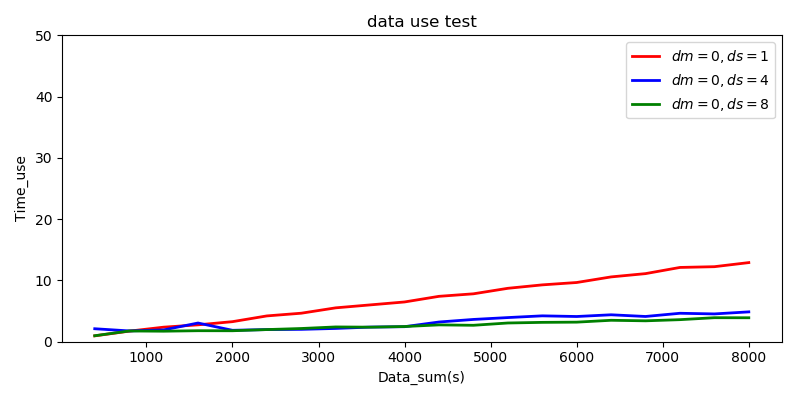 data use test
50
40
30
20
10
0
Time_use
dm = 0, ds = 1
dm = 0, ds = 4
dm = 0, ds = 8
1000 2000 3000 4000 5000 6000 7000 8000
Data_sum(s)